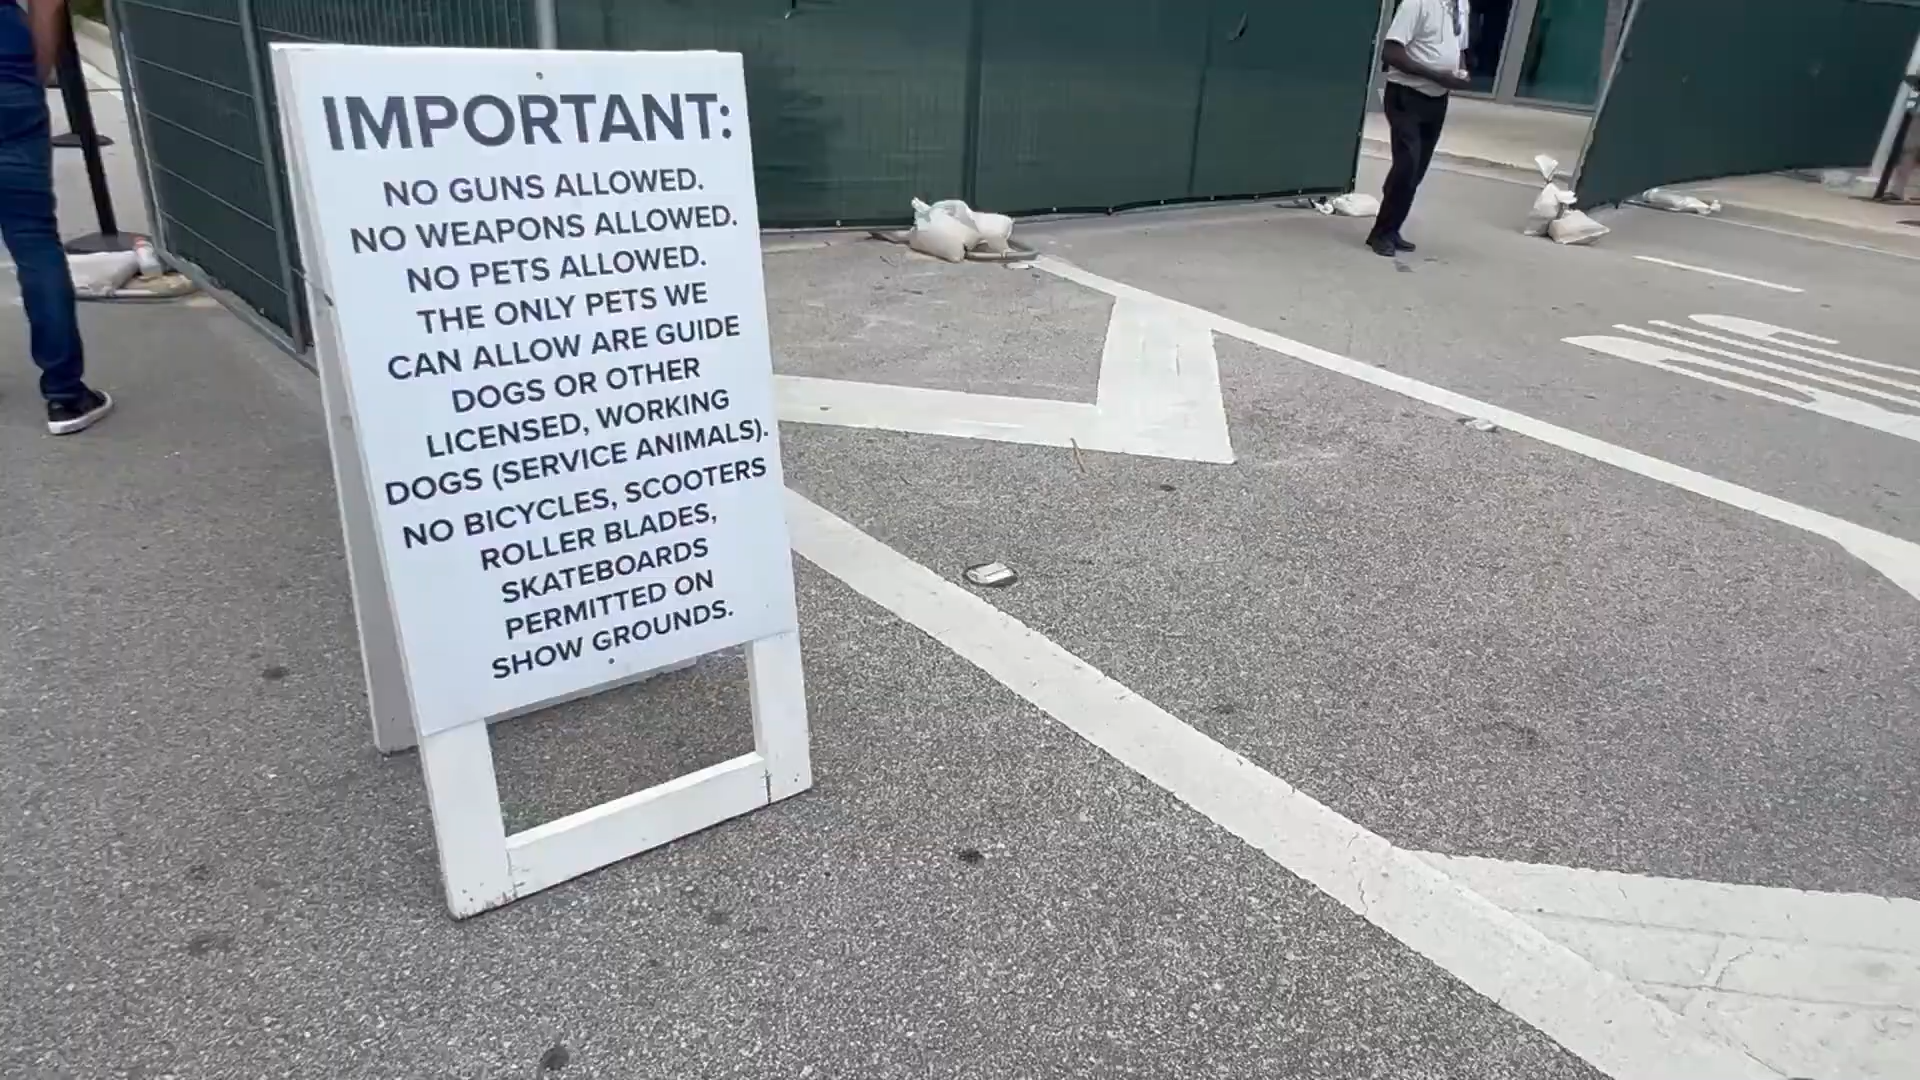 IMPORTANT:
NO GUNS ALLOWED.
NO WEAPONS ALLOWED.
NO PETS ALLOWED.
THE ONLY PETS WE
CAN ALLOW ARE GUIDE
DOGS OR OTHER
LICENSED, WORKING
DOGS (SERVICE ANIMALS).
NO BICYCLES, SCOOTERS
ROLLER BLADES,
SKATEBOARDS
PERMITTED ON
SHOW GROUNDS.